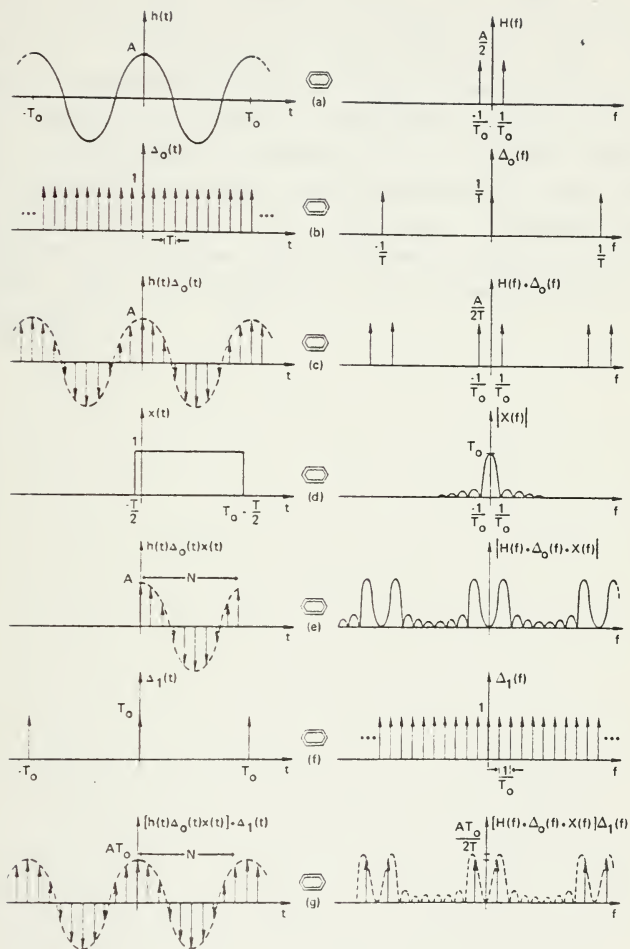 h(t)
A
-T₀
T₀
t
(a)
H(f)
A/2
-1/T₀
1/T₀
f
Δ₀(t)
1
...
...
T
t
(b)
Δ₀(f)
1/T
-1/T
1/T
f
h(t)Δ₀(t)
A
t
(c)
H(f)*Δ₀(f)
A/2T
-1/T₀
1/T₀
f
x(t)
1
-T/2
T₀ - T/2
t
(d)
|X(f)|
T₀
-1/T₀
1/T₀
f
h(t)Δ₀(t)x(t)
A
N
t
(e)
|H(f)*Δ₀(f)*X(f)|
f
Δ₁(t)
T₀
-T₀
T₀
t
(f)
Δ₁(f)
1
...
...
1/T₀
f
[h(t)Δ₀(t)x(t)]*Δ₁(t)
AT₀
N
t
(g)
[H(f)*Δ₀(f)*X(f)]Δ₁(f)
AT₀/2T
f